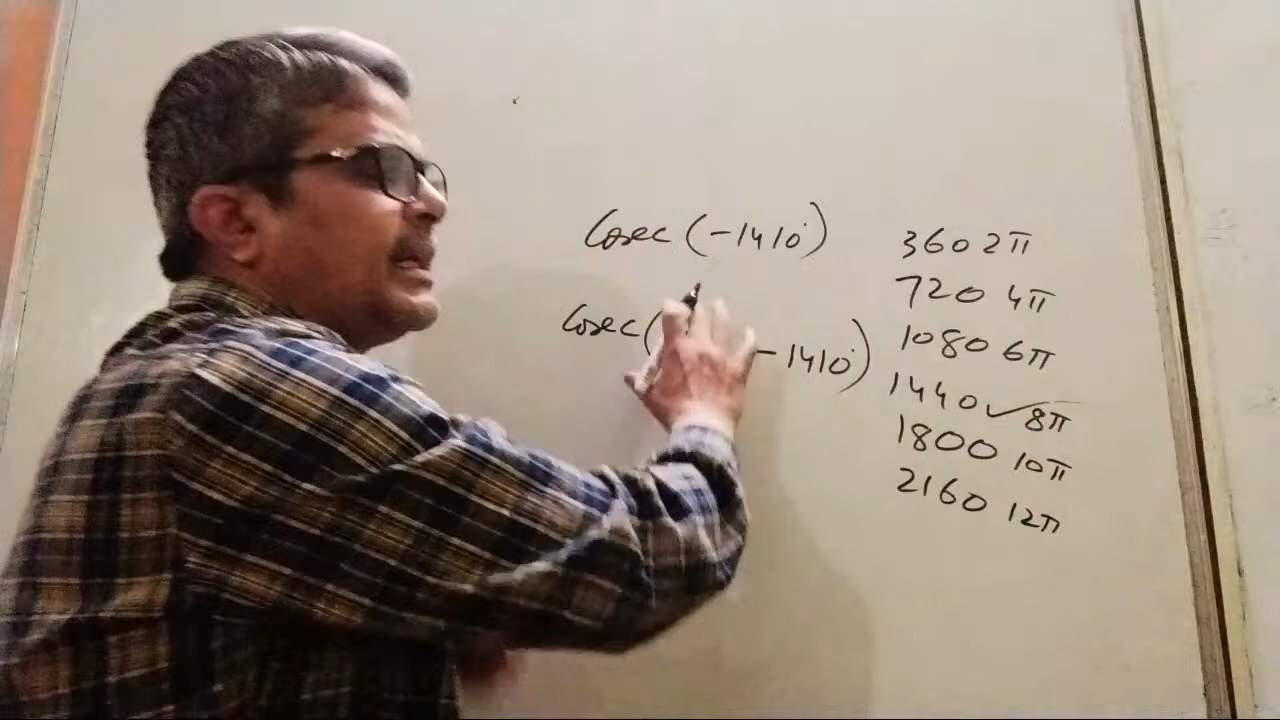 Cosec (-1410°)
Cosec( -1410°)
360 2π
720 4π
1080 6π
1440 ✓ 8π
1800 10π
2160 12π